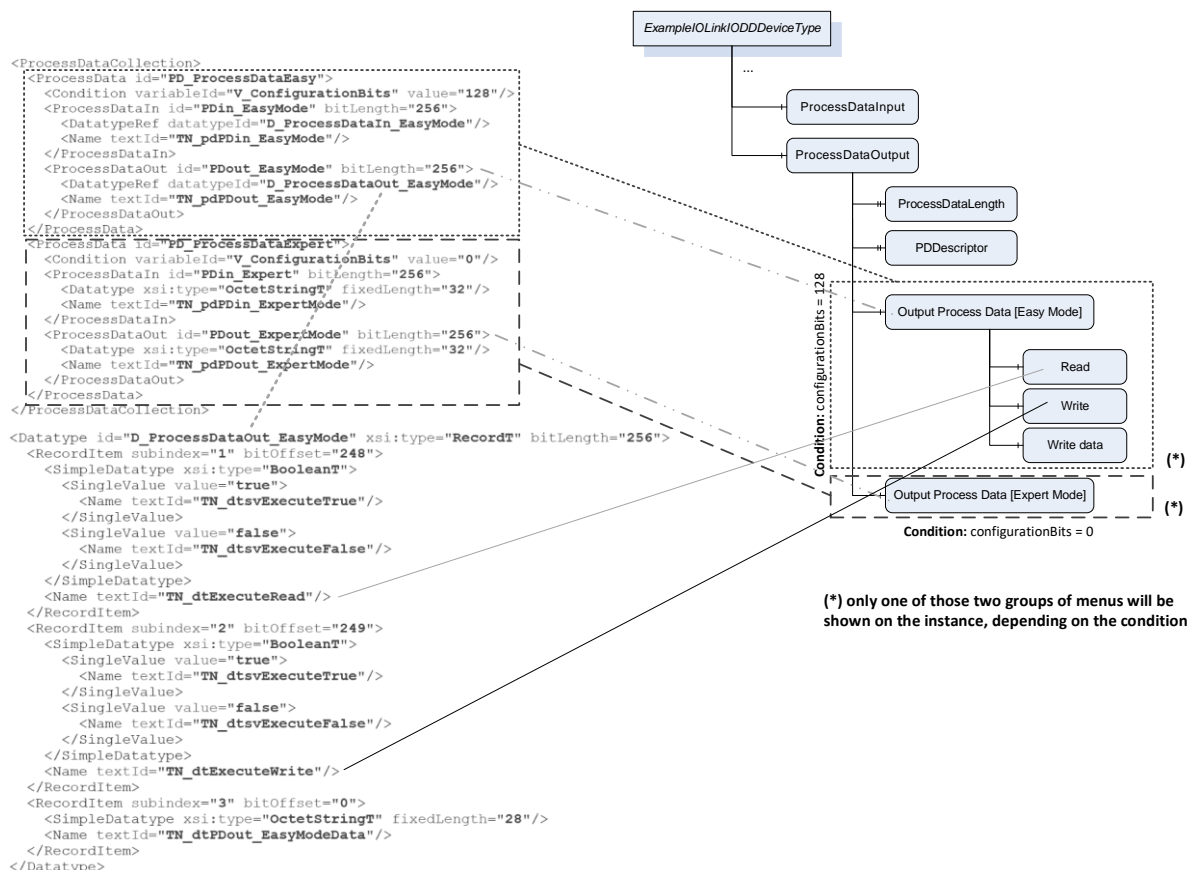 <ProcessDataCollection>
<ProcessData id="PD_ProcessDataEasy">
<Condition variableId="V_ConfigurationBits" value="128"/>
<ProcessDataIn id="PDin_EasyMode" bitLength="256">
<DatatypeRef datatypeId="D_ProcessDataIn_EasyMode"/>
<Name textId="TN_pdPDin_EasyMode"/>
</ProcessDataIn>
<ProcessDataOut id="PDout_EasyMode" bitLength="256">
<DatatypeRef datatypeId="D_ProcessDataOut_EasyMode"/>
<Name textId="TN_pdPDout_EasyMode"/>
</ProcessDataOut>
</ProcessData>
<ProcessData id="PD_ProcessDataExpert">
<Condition variableId="V_ConfigurationBits" value="0"/>
<ProcessDataIn id="PDin_Expert" bitLength="256">
<Datatype xsi:type="OctetStringT" fixedLength="32"/>
<Name textId="TN_pdPDin_ExpertMode"/>
</ProcessDataIn>
<ProcessDataOut id="PDout_ExpertMode" bitLength="256">
<Datatype xsi:type="OctetStringT" fixedLength="32"/>
<Name textId="TN_pdPDout_ExpertMode"/>
</ProcessDataOut>
</ProcessData>
</ProcessDataCollection>
<Datatype id="D_ProcessDataOut_EasyMode" xsi:type="RecordT" bitLength="256">
<RecordItem subindex="1" bitOffset="248">
<SimpleDatatype xsi:type="BooleanT">
<SingleValue value="true">
<Name textId="TN_dtsvExecuteTrue"/>
</SingleValue>
<SingleValue value="false">
<Name textId="TN_dtsvExecuteFalse"/>
</SingleValue>
</SimpleDatatype>
<Name textId="TN_dtExecuteRead"/>
</RecordItem>
<RecordItem subindex="2" bitOffset="249">
<SimpleDatatype xsi:type="BooleanT">
<SingleValue value="true">
<Name textId="TN_dtsvExecuteTrue"/>
</SingleValue>
<SingleValue value="false">
<Name textId="TN_dtsvExecuteFalse"/>
</SingleValue>
</SimpleDatatype>
<Name textId="TN_dtExecuteWrite"/>
</RecordItem>
<RecordItem subindex="3" bitOffset="0">
<SimpleDatatype xsi:type="OctetStringT" fixedLength="28"/>
<Name textId="TN_dtPDout_EasyModeData"/>
</RecordItem>
</Datatype>
ExampleIOLinkIODDDeviceType
...
ProcessDataInput
ProcessDataOutput
ProcessDataLength
PDDescriptor
Condition: configurationBits = 128
Output Process Data [Easy Mode]
Read
Write
Write data
(*)
Output Process Data [Expert Mode]
(*)
Condition: configurationBits = 0
(*) only one of those two groups of menus will be
shown on the instance, depending on the condition